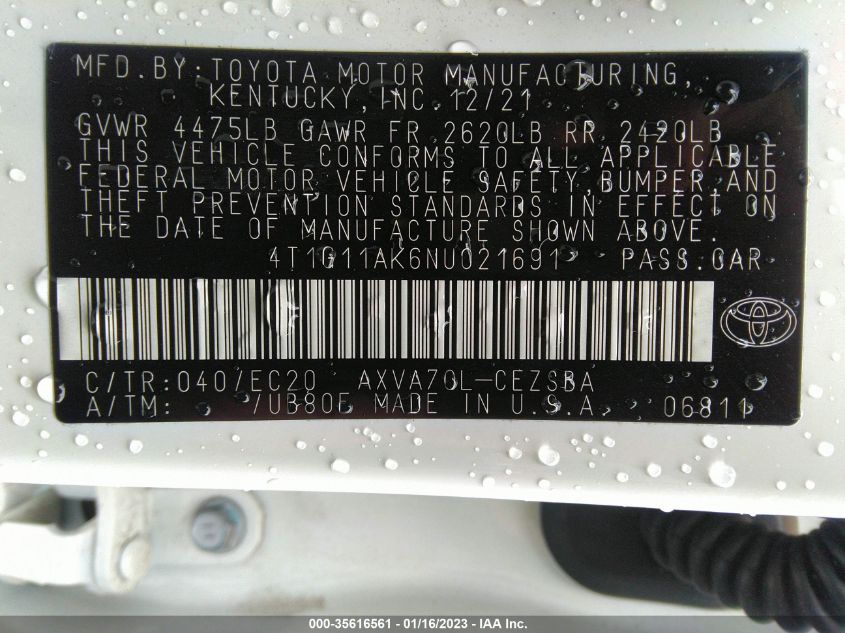 MFD.BY:TOYOTA MOTOR MANUFACTURING,
KENTUCKY, INC. 12/21
GVWR 4475LB GAWR FR 2620LB RR 2420LB
THIS VEHICLE CONFORMS TO ALL APPLICABLE
FEDERAL MOTOR VEHICLE SAFETY, BUMPER, AND
THEFT PREVENTION STANDARDS IN EFFECT ON
THE DATE OF MANUFACTURE SHOWN ABOVE.
4T1G11AK6NU021691 PASS.CAR
C/TR:040/EC20 AXVA70L-CEZSBA
A/TM: /UB80F MADE IN U.S.A. 06811
000-35616561 - 01/16/2023 - IAA Inc.